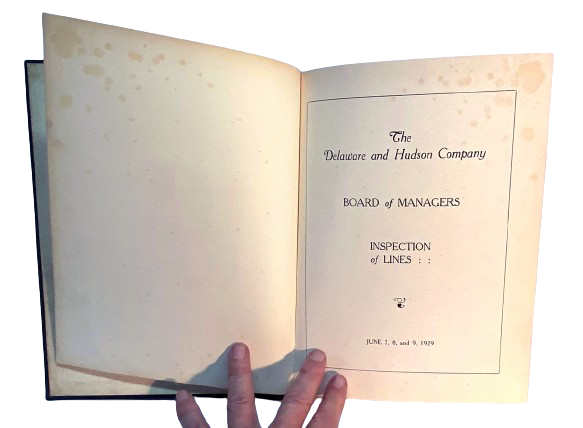 The
Delaware and Hudson Company
BOARD of MANAGERS
INSPECTION
of LINES : :
JUNE 7, 8, and 9, 1929